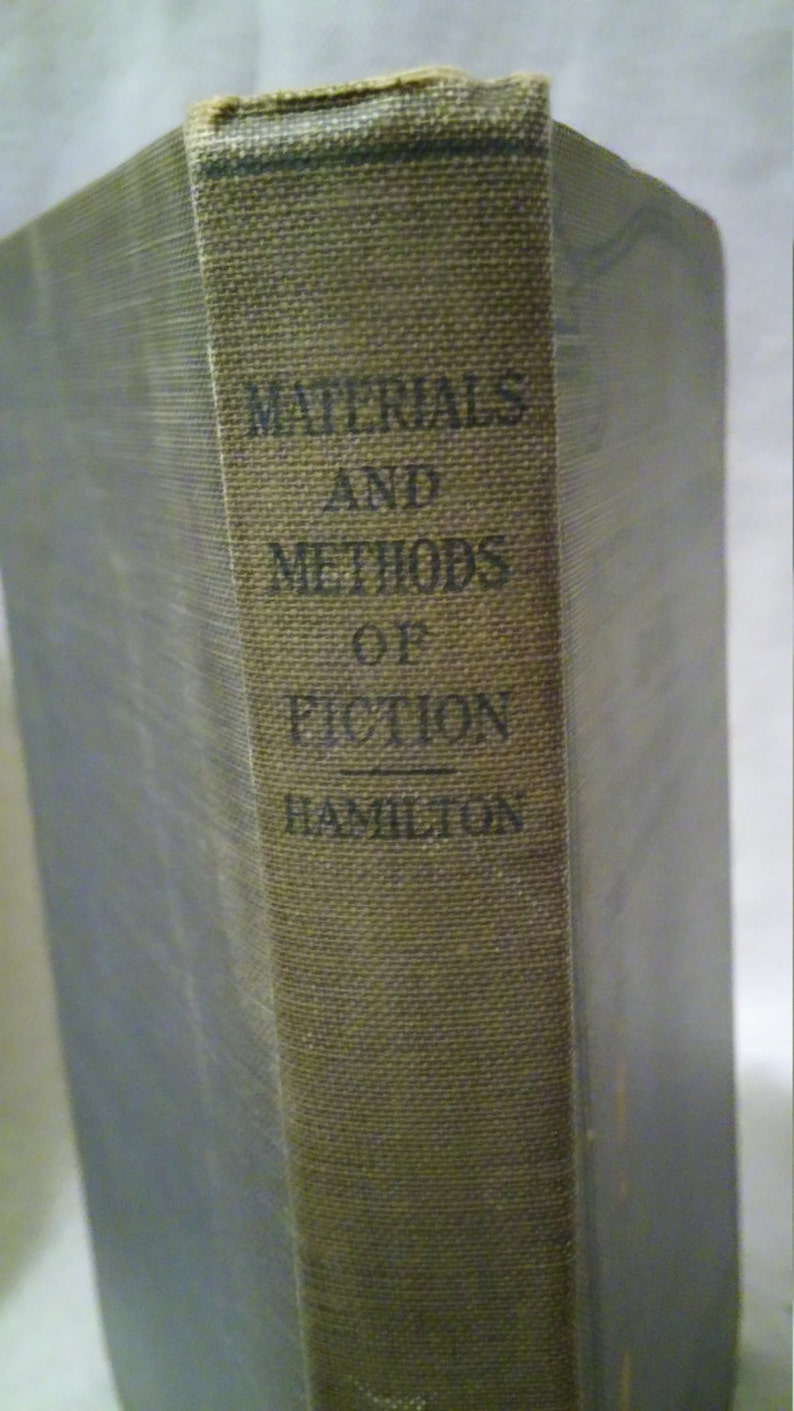 MATERIALS
AND
METHODS
OF
FICTION
HAMILTON